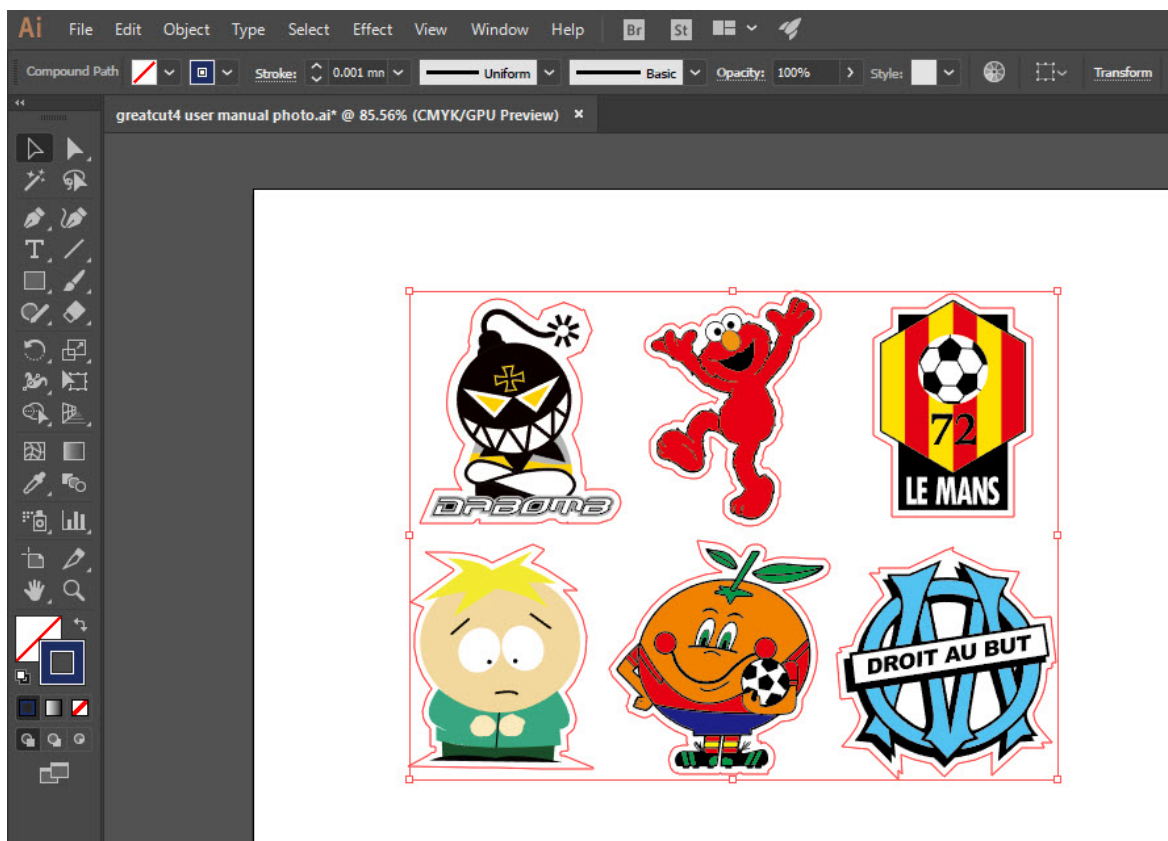 Ai File Edit Object Type Select Effect View Window Help Br St
Compound Path Stroke: 0.001 mn Uniform Basic Opacity: 100% Style: Transform
greatcut4 user manual photo.ai* @ 85.56% (CMYK/GPU Preview) ×
72
LE MANS
DABOMB
DROIT AU BUT